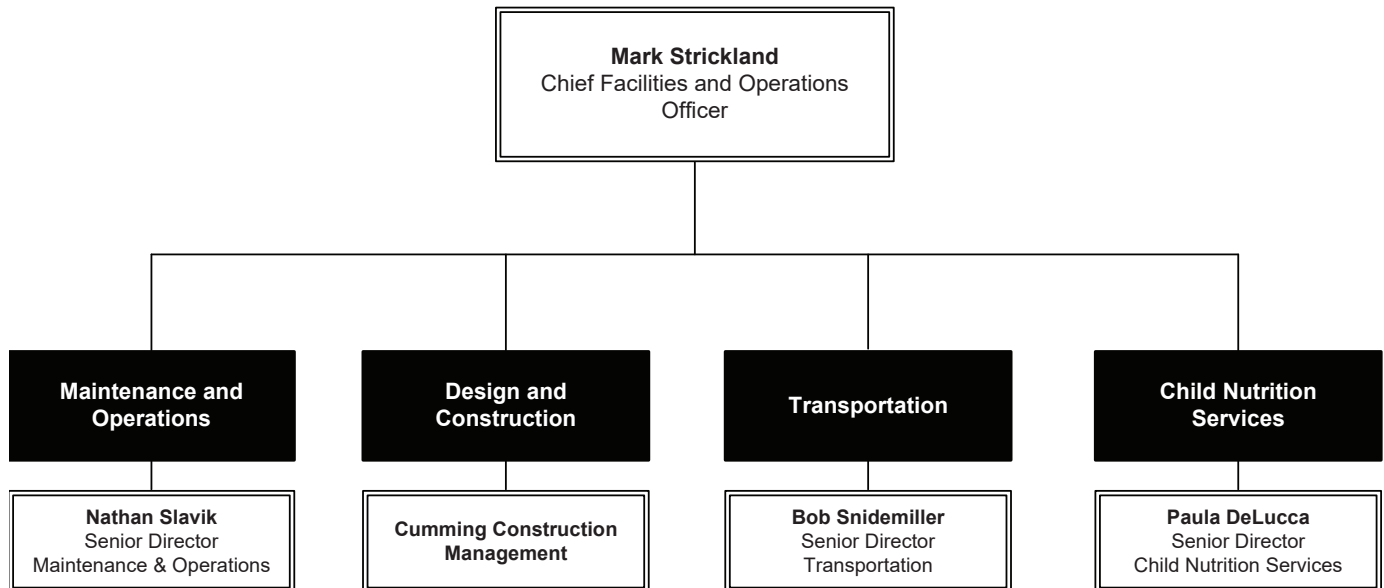 Mark Strickland
Chief Facilities and Operations
Officer
Maintenance and
Operations
Design and
Construction
Transportation
Child Nutrition
Services
Nathan Slavik
Senior Director
Maintenance & Operations
Cumming Construction
Management
Bob Snidemiller
Senior Director
Transportation
Paula DeLucca
Senior Director
Child Nutrition Services